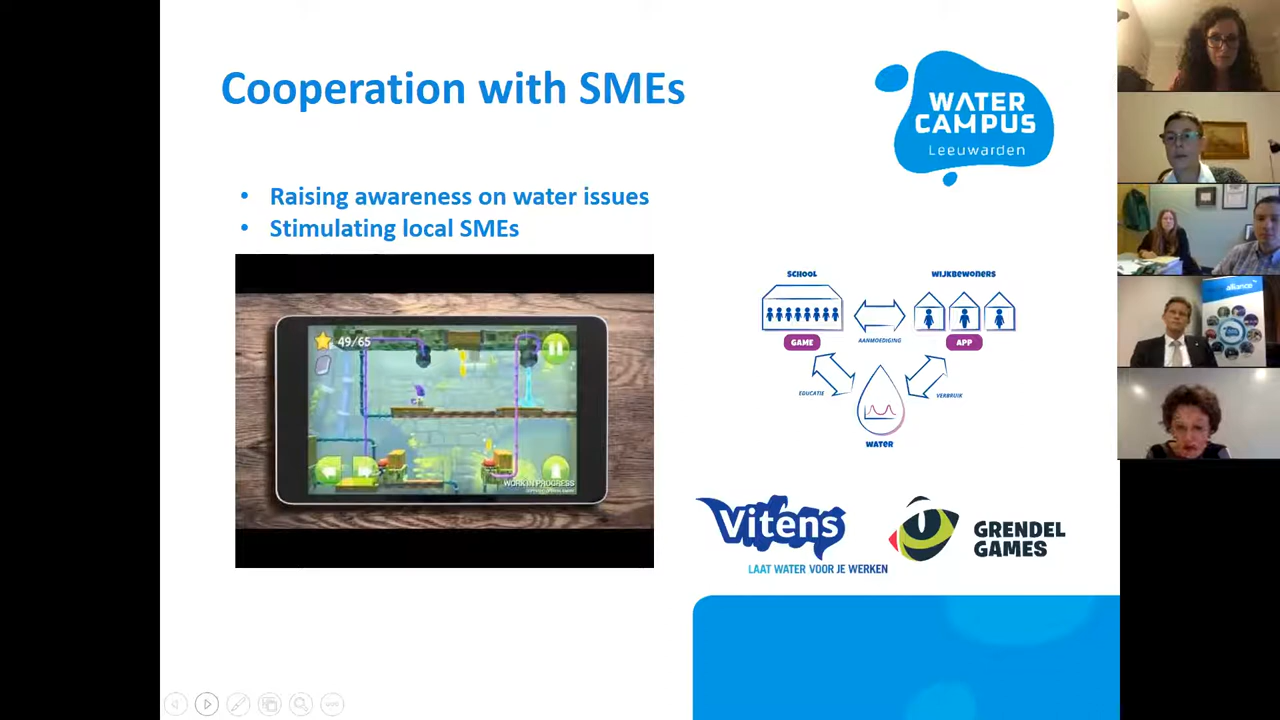 Cooperation with SMEs
WATER
CAMPUS
Leeuwarden
• Raising awareness on water issues
• Stimulating local SMEs
49/65
WORK IN PROGRESS
SCHOOL
WIJKBEWONERS
GAME
AANMOEDIGING
APP
EDUCATIE
VERBRUIK
WATER
Vitens
LAAT WATER VOOR JE WERKEN
GRENDEL
GAMES
alliance